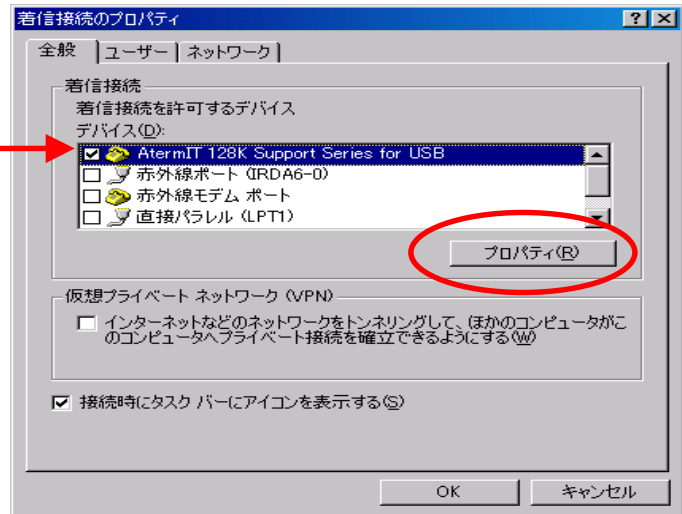 着信接続のプロパティ
全般 ユーザー ネットワーク
着信接続
着信接続を許可するデバイス
デバイス(D):
AtermIT 128K Support Series for USB
赤外線ポート (IRDA6-0)
赤外線モデム ポート
直接パラレル (LPT1)
プロパティ(R)
仮想プライベート ネットワーク (VPN)
インターネットなどのネットワークをトンネリングして、ほかのコンピュータがこ
のコンピュータへプライベート接続を確立できるようにする(W)
接続時にタスク バーにアイコンを表示する(S)
OK キャンセル